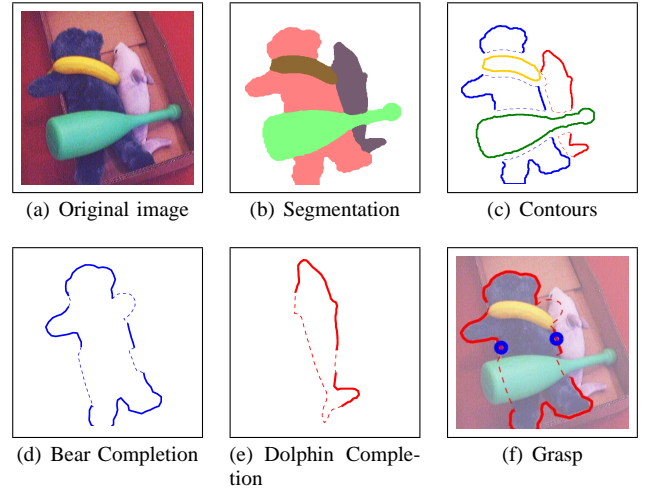 (a) Original image
(b) Segmentation
(c) Contours
(d) Bear Completion
(e) Dolphin Comple-
tion
(f) Grasp